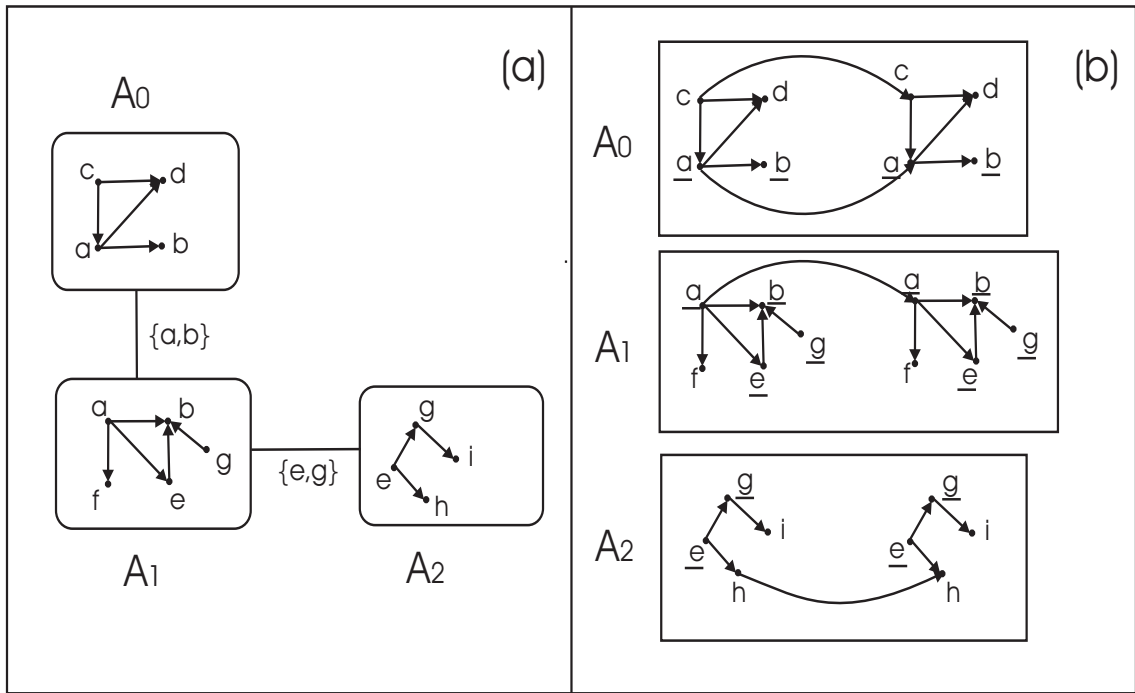 (a)
A0
c d
a b
{a,b}
a b
g
f e
A1
{e,g}
g
i
e
h
A2
(b)
A0
c d c d
a b a b
A1
a b a b
g g
f e f e
A2
g g
i i
e e
h h